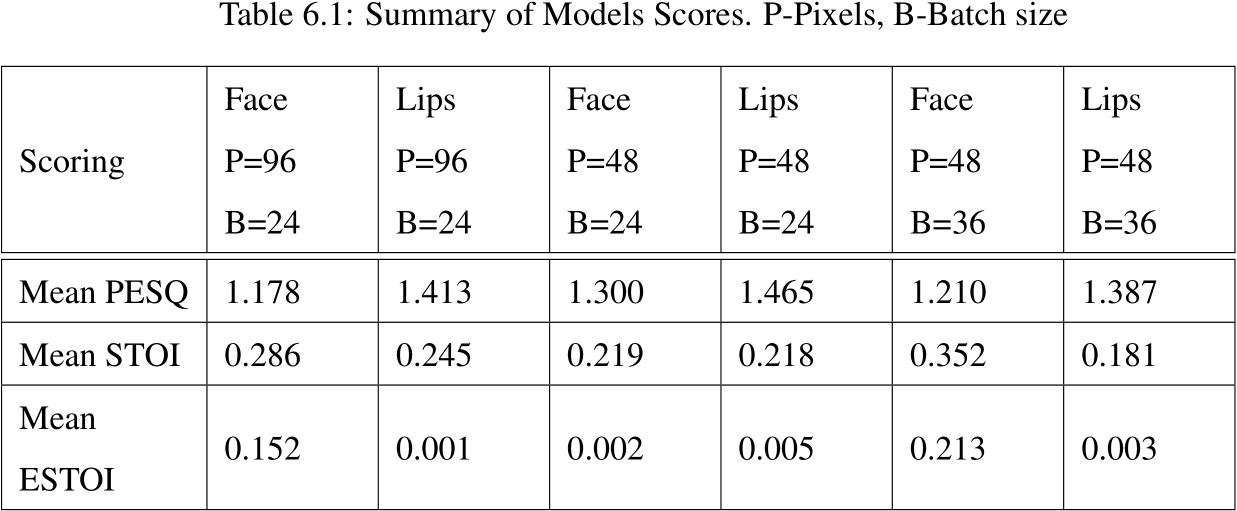 Table 6.1: Summary of Models Scores. P-Pixels, B-Batch size
Scoring
Face P=96 B=24
Lips P=96 B=24
Face P=48 B=24
Lips P=48 B=24
Face P=48 B=36
Lips P=48 B=36
Mean PESQ 1.178 1.413 1.300 1.465 1.210 1.387
Mean STOI 0.286 0.245 0.219 0.218 0.352 0.181
Mean ESTOI 0.152 0.001 0.002 0.005 0.213 0.003